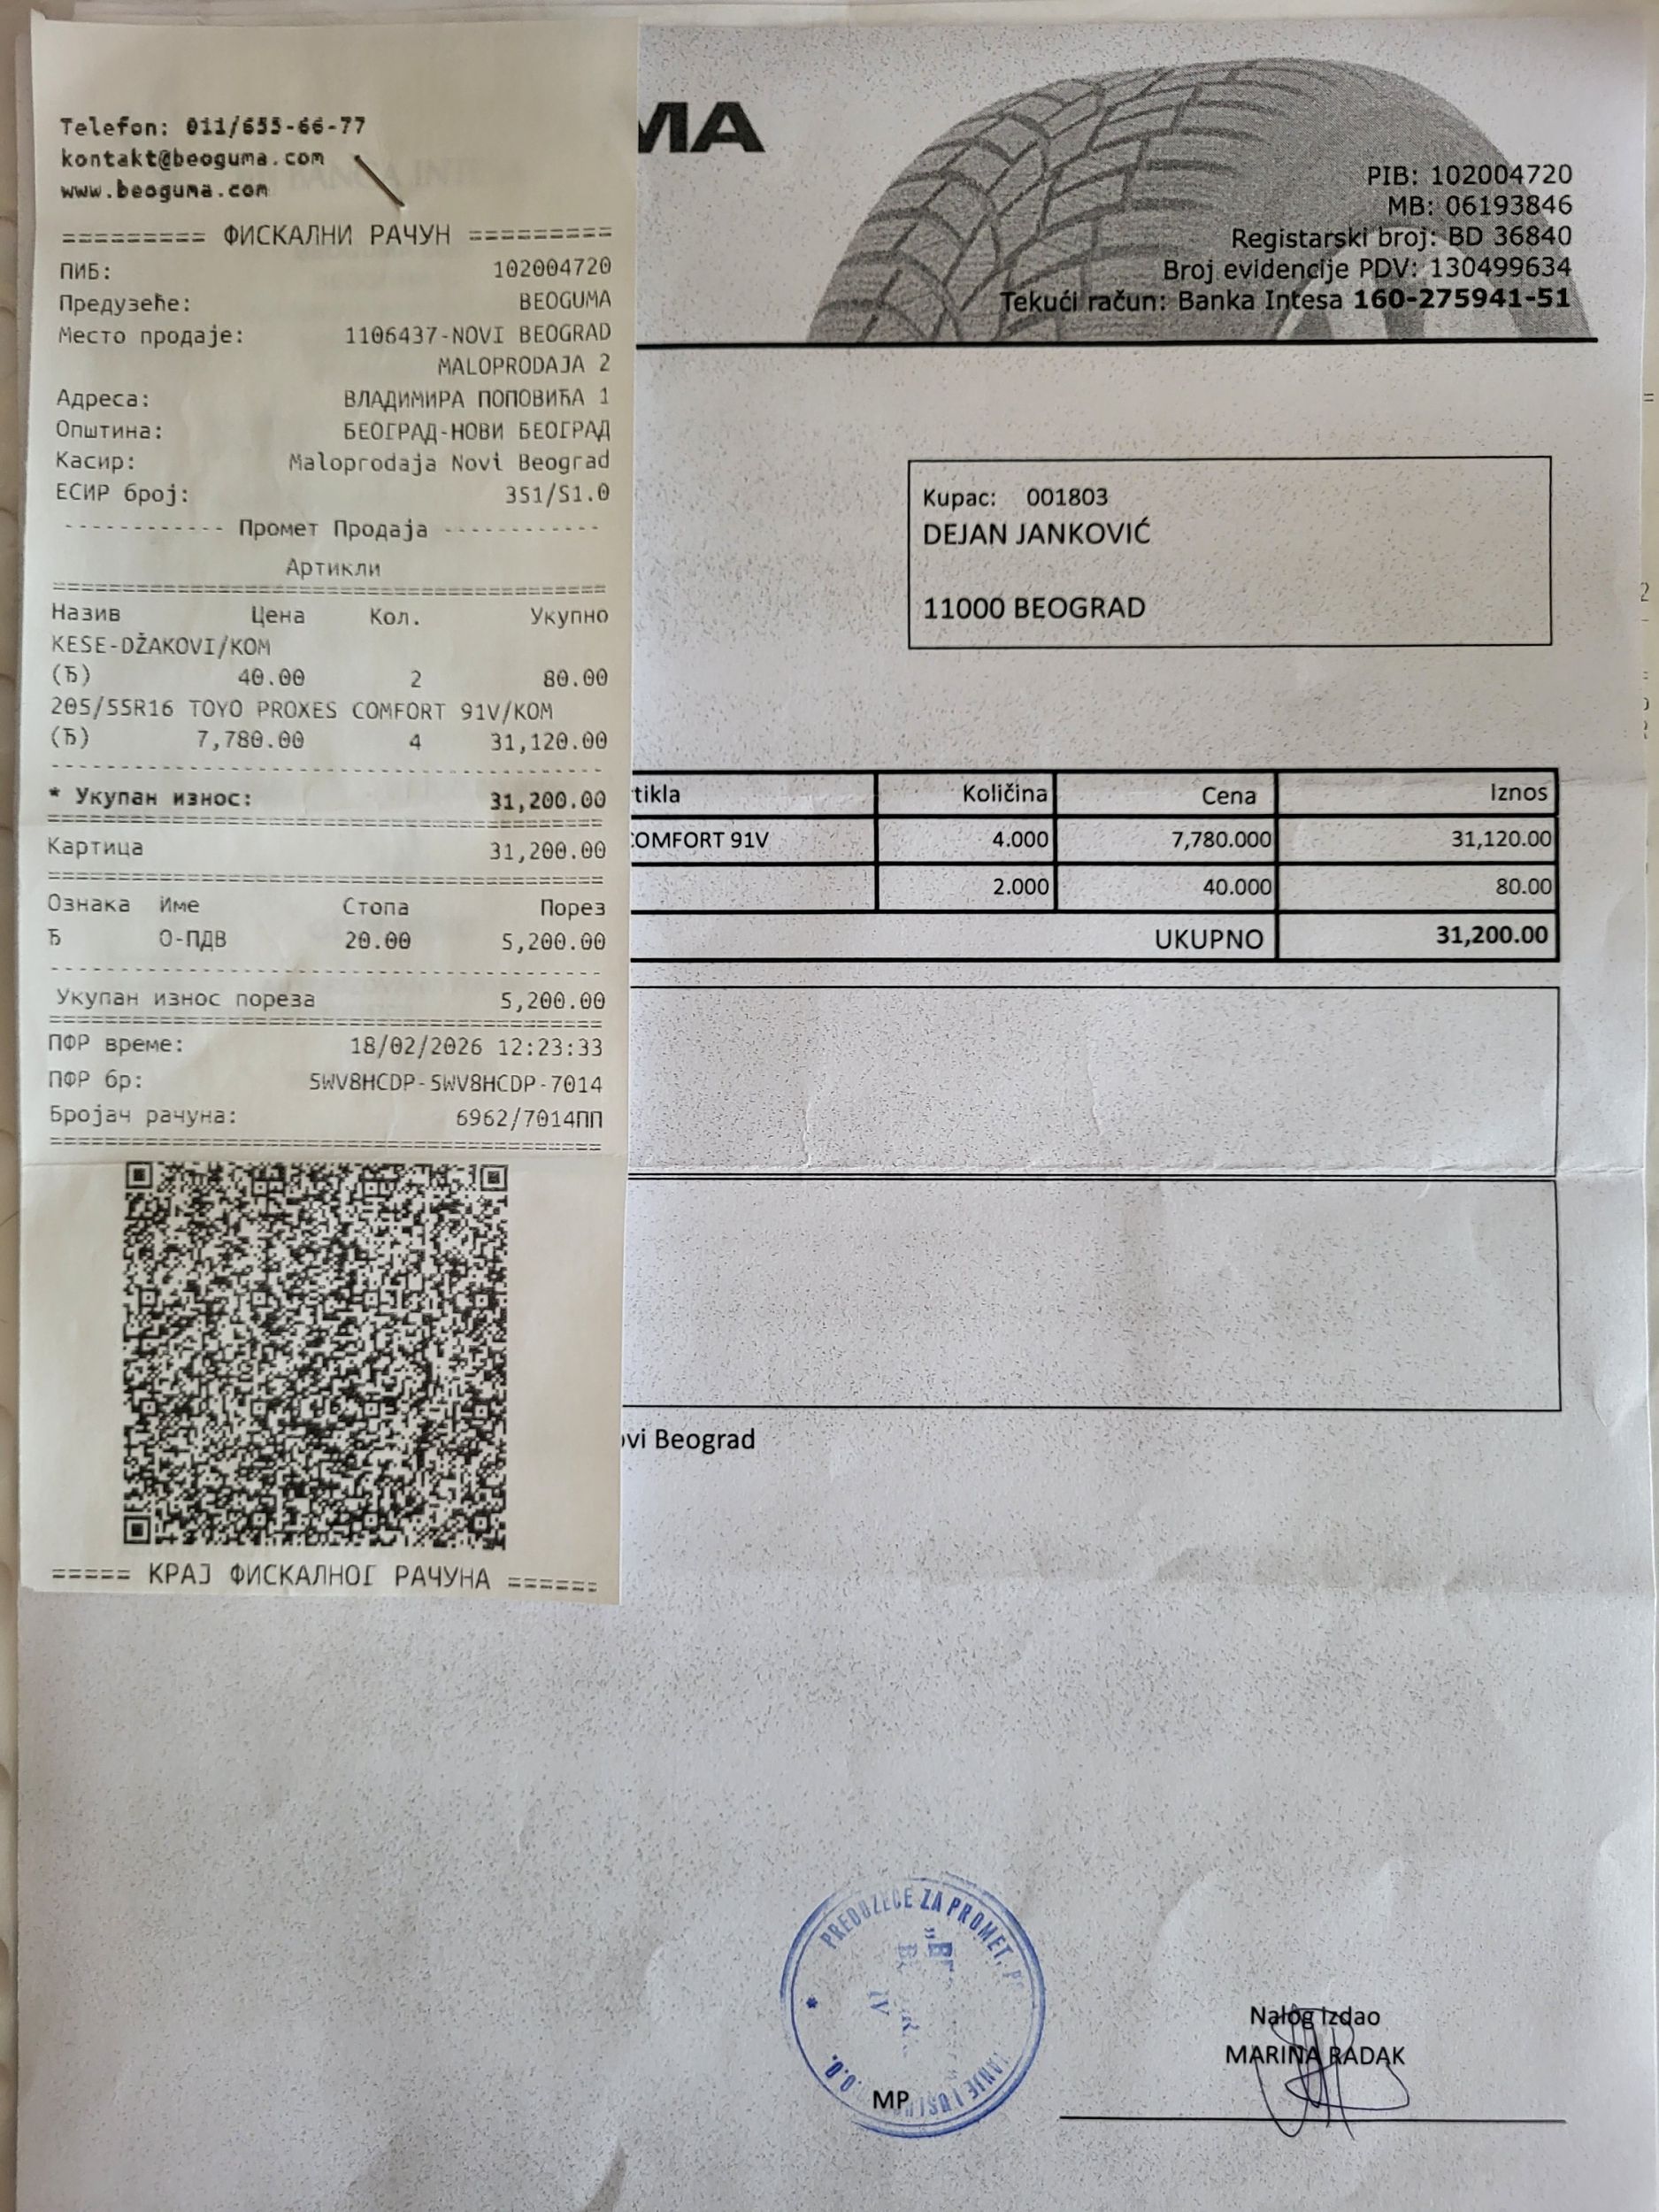 Telefon: 011/655-66-77
kontakt@beoguma.com
www.beoguma.com
========= ФИСКАЛНИ РАЧУН =========
ПИБ: 102004720
Предузеће: BEOGUMA
Место продаје: 1106437-NOVI BEOGRAD
MALOPRODAJA 2
Адреса: ВЛАДИМИРА ПОПОВИЋА 1
Општина: БЕОГРАД-НОВИ БЕОГРАД
Касир: Maloprodaja Novi Beograd
ЕСИР број: 351/S1.0
------------ Промет Продаја ------------
Артикли
Назив Цена Кол. Укупно
KESE-DŽAKOVI/KOM
(Ђ) 40.00 2 80.00
205/55R16 TOYO PROXES COMFORT 91V/KOM
(Ђ) 7,780.00 4 31,120.00
* Укупан износ: 31,200.00
Картица 31,200.00
Ознака Име Стопа Порез
Ђ О-ПДВ 20.00 5,200.00
Укупан износ пореза 5,200.00
ПФР време: 18/02/2026 12:23:33
ПФР бр: 5WV8HCDP-5WV8HCDP-7014
Бројач рачуна: 6962/7014ПП
===== КРАЈ ФИСКАЛНОГ РАЧУНА ======
MA
PIB: 102004720
MB: 06193846
Registarski broj: BD 36840
Broj evidencije PDV: 130499634
Tekući račun: Banka Intesa 160-275941-51
Kupac: 001803
DEJAN JANKOVIĆ
11000 BEOGRAD
tikla Količina Cena Iznos
COMFORT 91V 4.000 7,780.000 31,120.00
2.000 40.000 80.00
UKUPNO 31,200.00
ovi Beograd
PREDUZEĆE ZA PROMET,
MP
Nalog izdao
MARINA RADAK